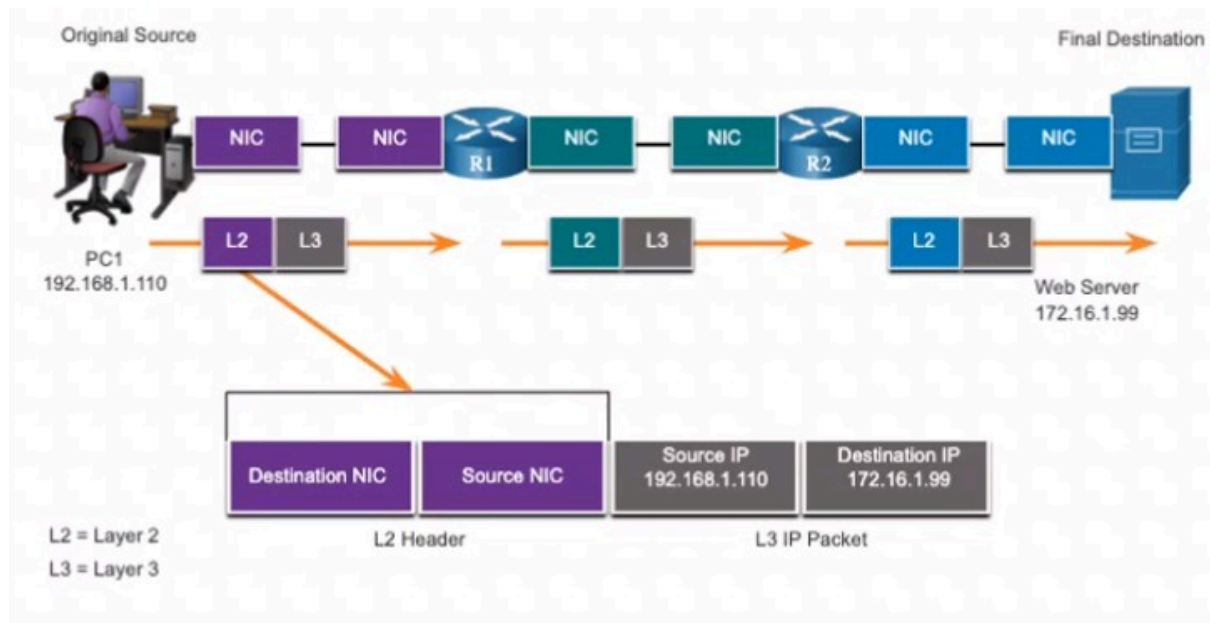 Original Source
Final Destination
NIC
NIC
R1
NIC
NIC
R2
NIC
NIC
L2
L3
L2
L3
L2
L3
PC1
192.168.1.110
Web Server
172.16.1.99
Destination NIC
Source NIC
Source IP
192.168.1.110
Destination IP
172.16.1.99
L2 = Layer 2
L3 = Layer 3
L2 Header
L3 IP Packet